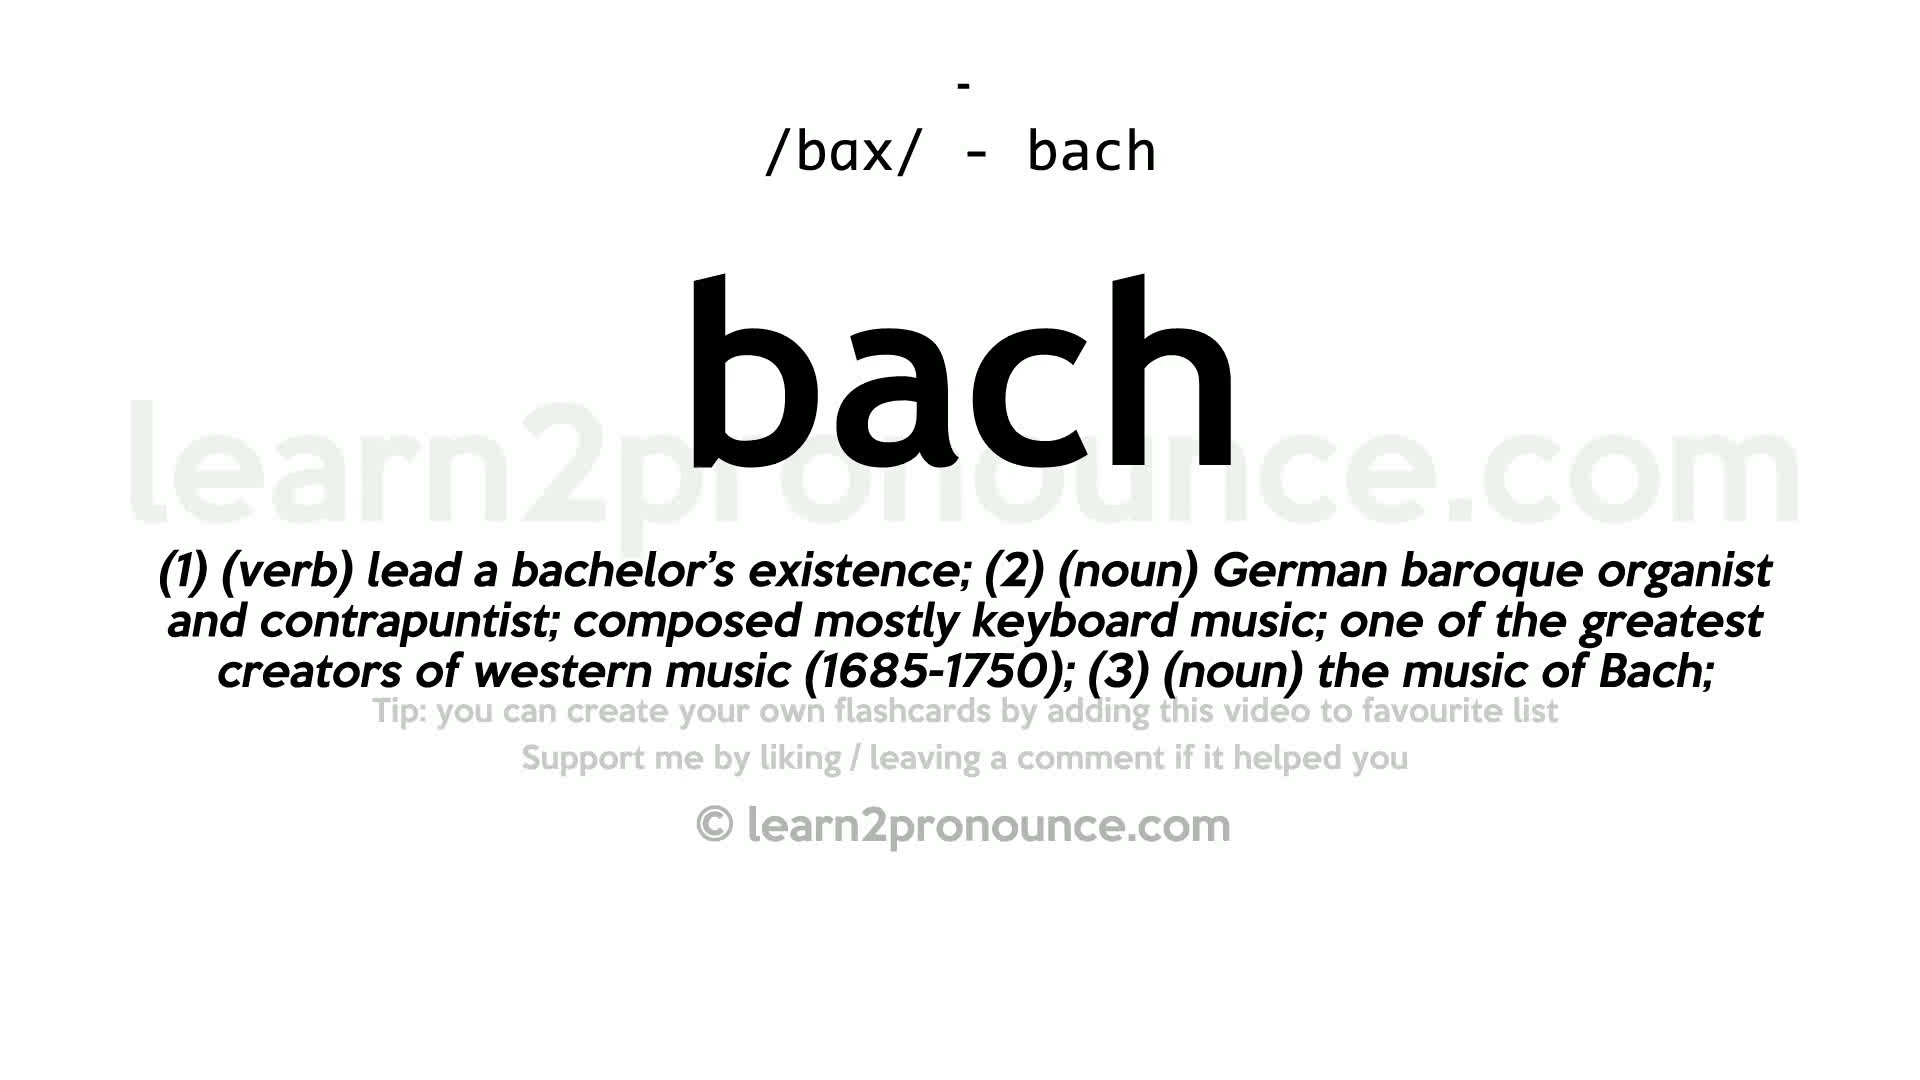 -
/bɑx/ - bach
bach
learn2pronounce.com
(1) (verb) lead a bachelor’s existence; (2) (noun) German baroque organist
and contrapuntist; composed mostly keyboard music; one of the greatest
creators of western music (1685-1750); (3) (noun) the music of Bach;
Tip: you can create your own flashcards by adding this video to favourite list
Support me by liking / leaving a comment if it helped you
© learn2pronounce.com